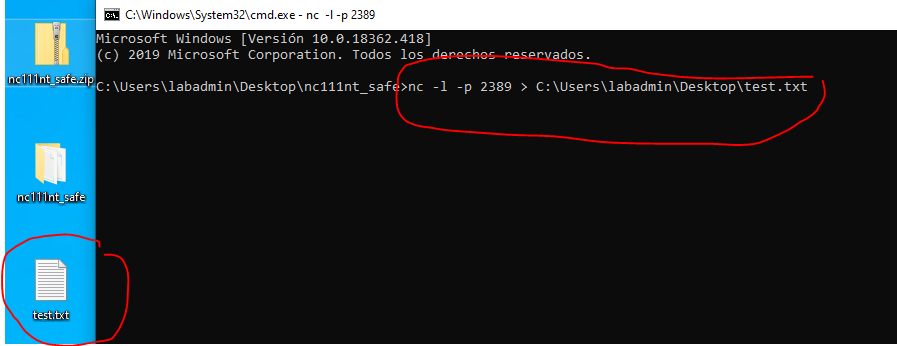 C:\Windows\System32\cmd.exe - nc -l -p 2389
Microsoft Windows [Versión 10.0.18362.418]
(c) 2019 Microsoft Corporation. Todos los derechos reservados.
C:\Users\labadmin\Desktop\nc111nt_safe>nc -l -p 2389 > C:\Users\labadmin\Desktop\test.txt
nc111nt_safe.zip
nc111nt_safe
test.txt